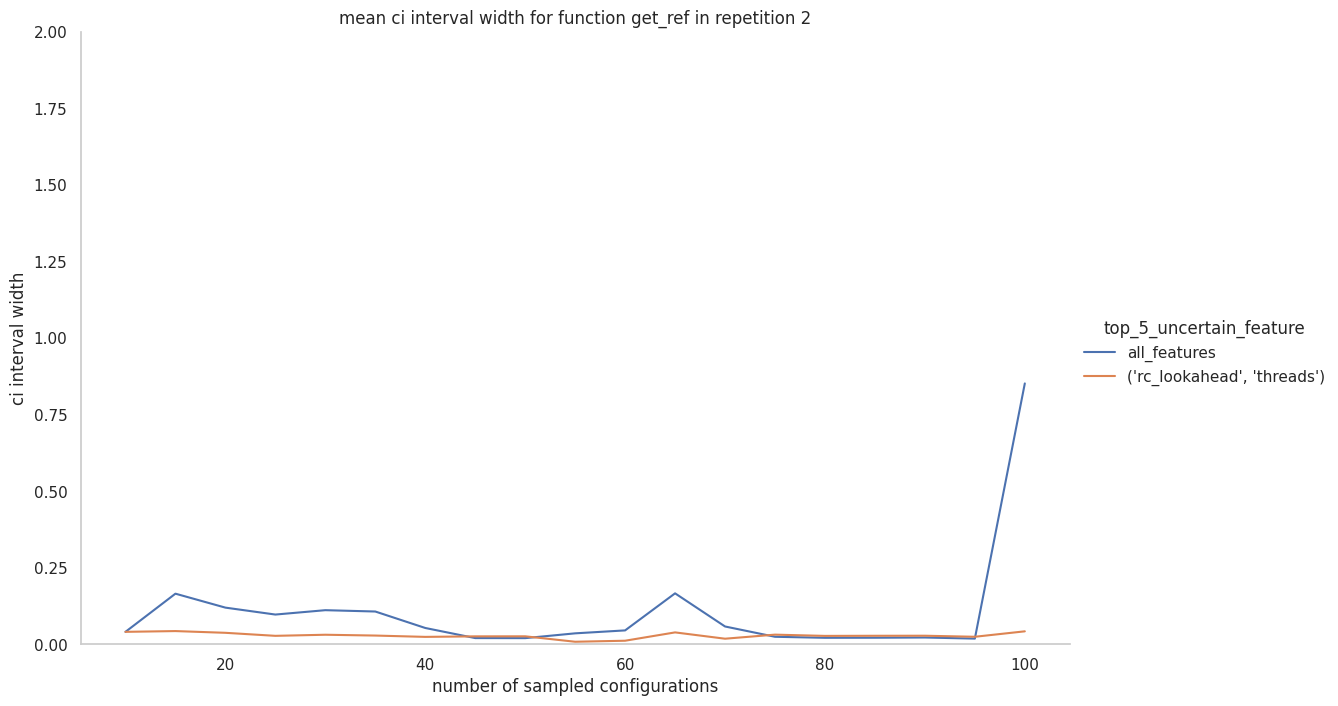 mean ci interval width for function get_ref in repetition 2
2.00
1.75
1.50
1.25
1.00
0.75
0.50
0.25
0.00
ci interval width
20
40
60
80
100
number of sampled configurations
top_5_uncertain_feature
all_features
('rc_lookahead', 'threads')